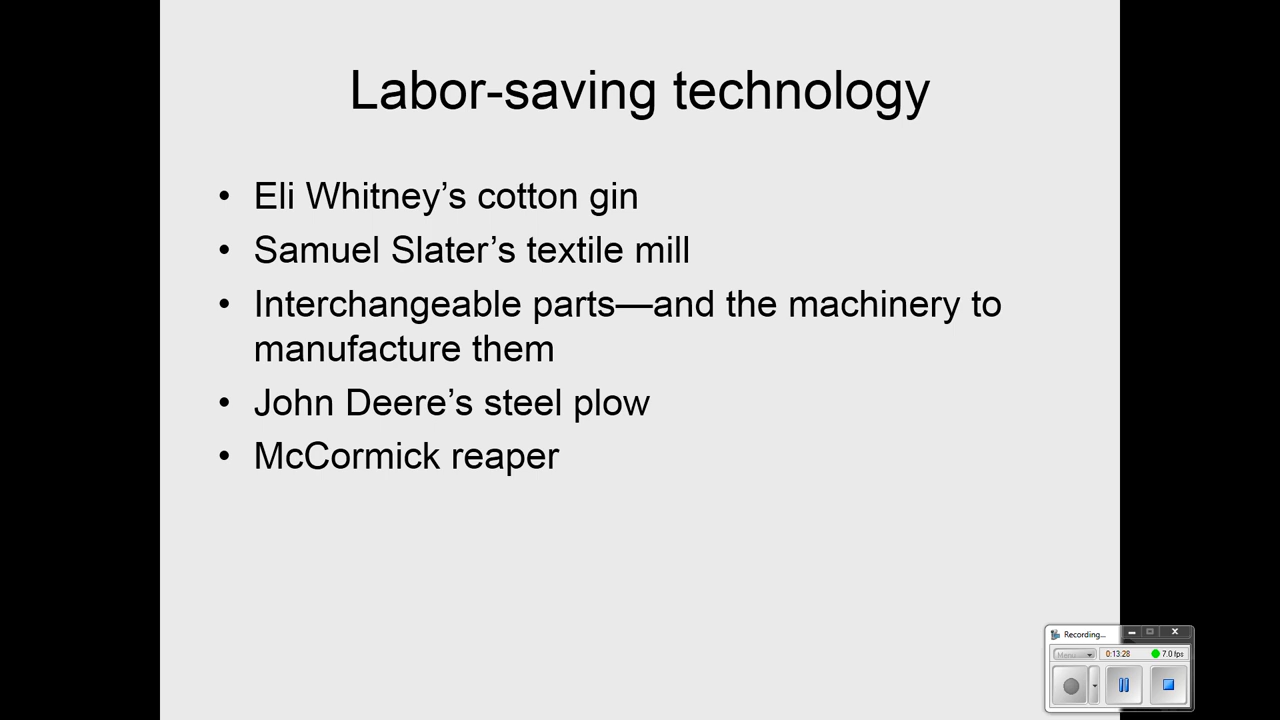 Labor-saving technology
• Eli Whitney’s cotton gin
• Samuel Slater’s textile mill
• Interchangeable parts—and the machinery to
manufacture them
• John Deere’s steel plow
• McCormick reaper
Recording...
Menu
0:13:28
7.0 fps